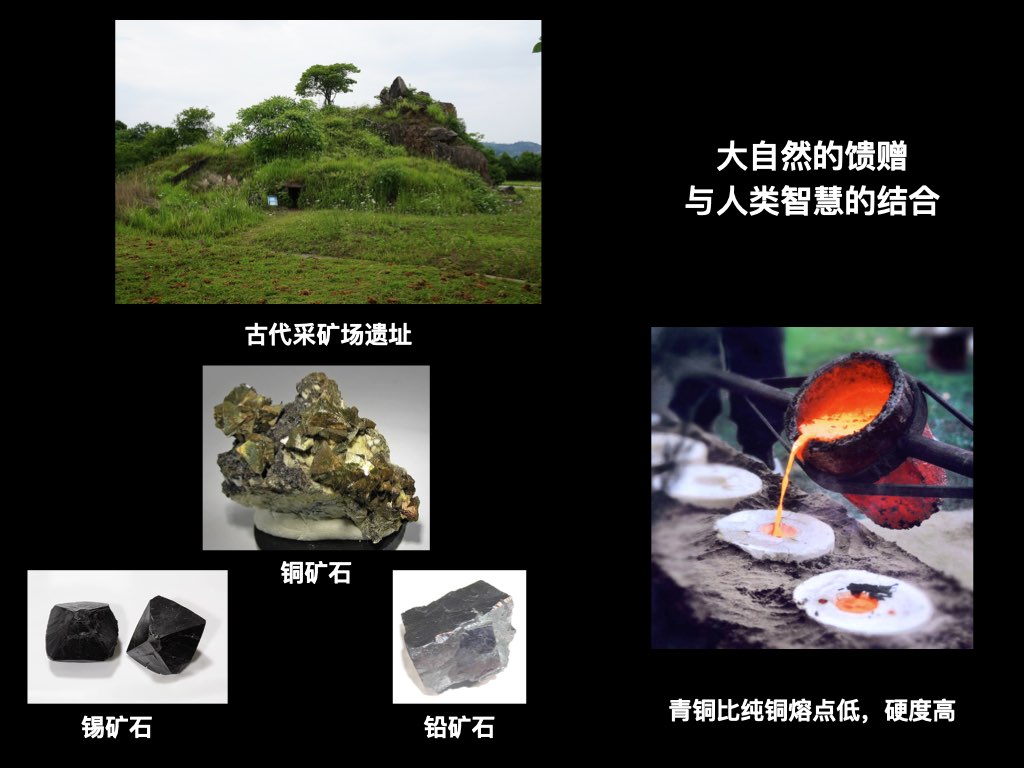 大自然的馈赠
与人类智慧的结合
古代采矿场遗址
铜矿石
锡矿石
铅矿石
青铜比纯铜熔点低，硬度高